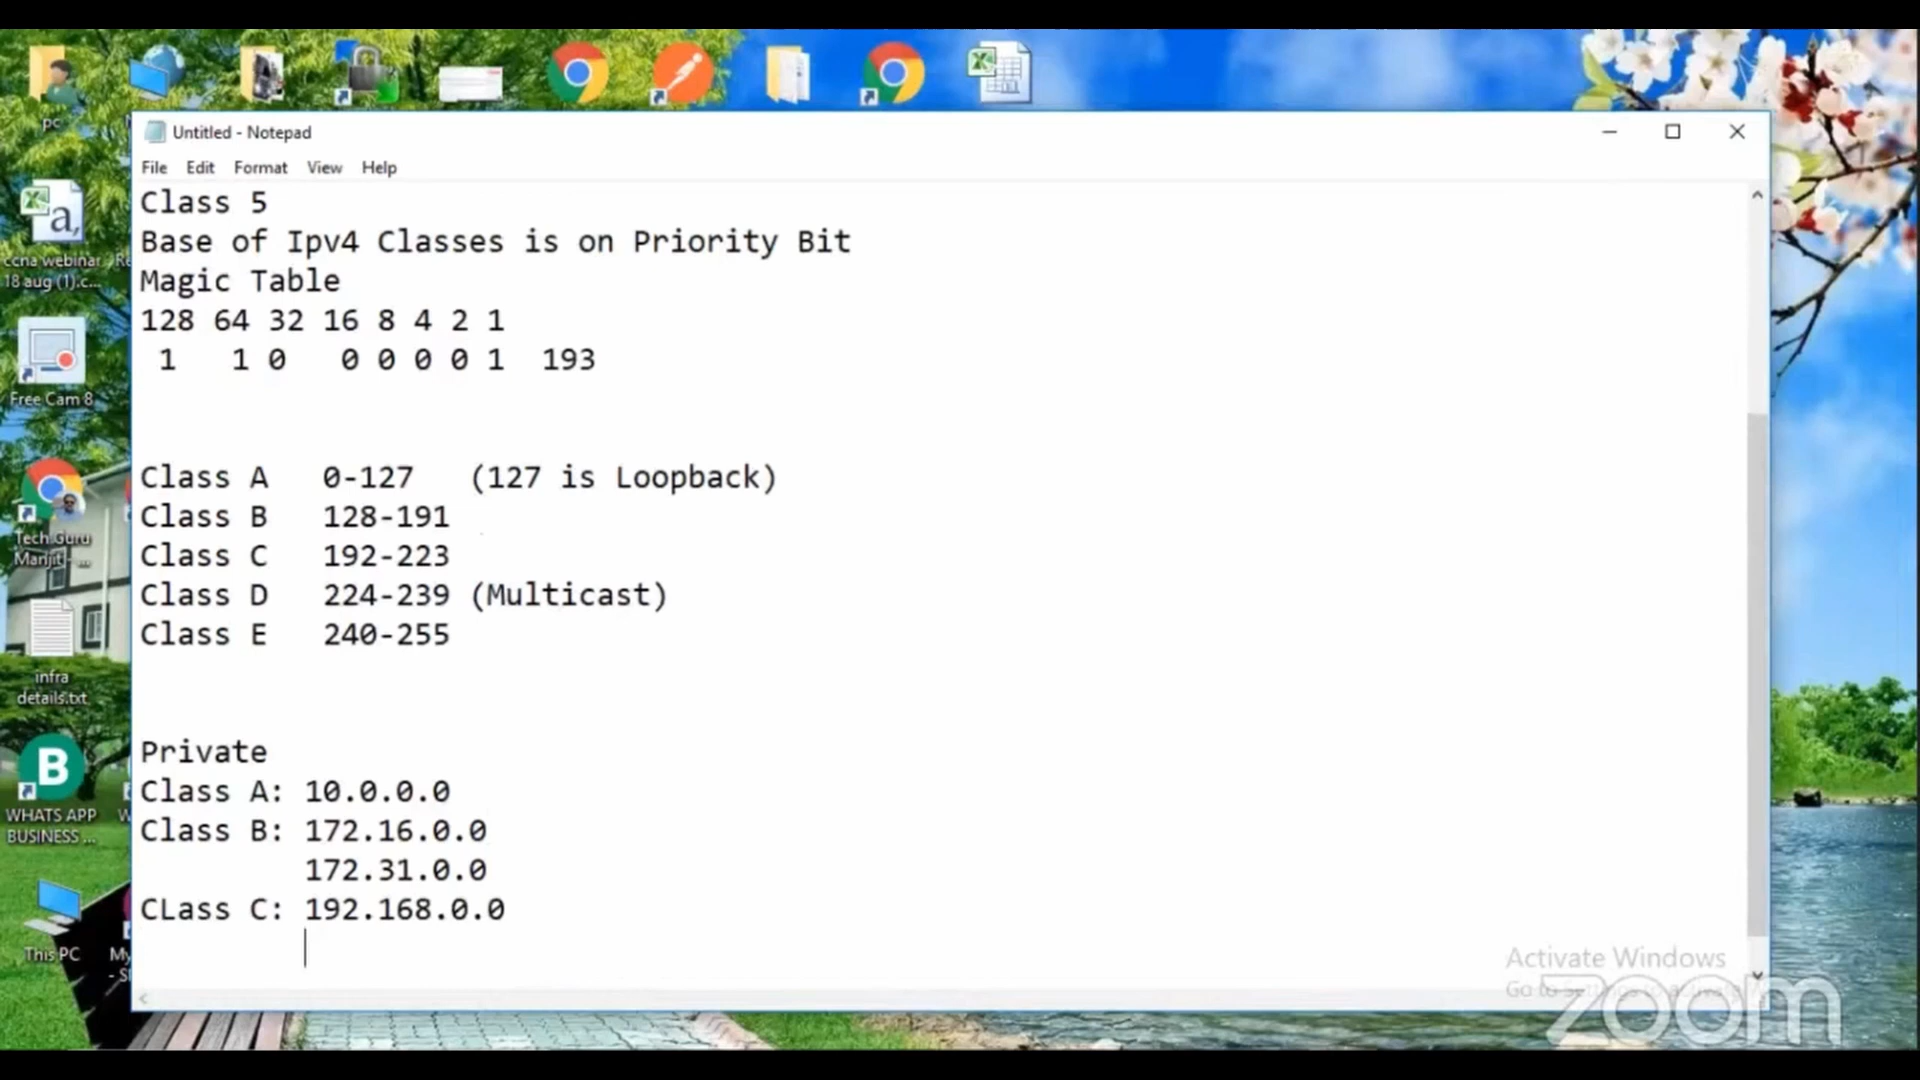 pc
Untitled - Notepad
File Edit Format View Help
Class 5
Base of Ipv4 Classes is on Priority Bit
Magic Table
128 64 32 16 8 4 2 1
1 1 0 0 0 0 0 1 193
Class A 0-127 (127 is Loopback)
Class B 128-191
Class C 192-223
Class D 224-239 (Multicast)
Class E 240-255
Private
Class A: 10.0.0.0
Class B: 172.16.0.0
172.31.0.0
CLass C: 192.168.0.0
ccna webinar
18 aug (1).c...
Free Cam 8
Tech Guru
Manjit - ...
infra
details.txt
B
WHATS APP
BUSINESS ...
This PC
Activate Windows
Go to Settings to activate
zoom